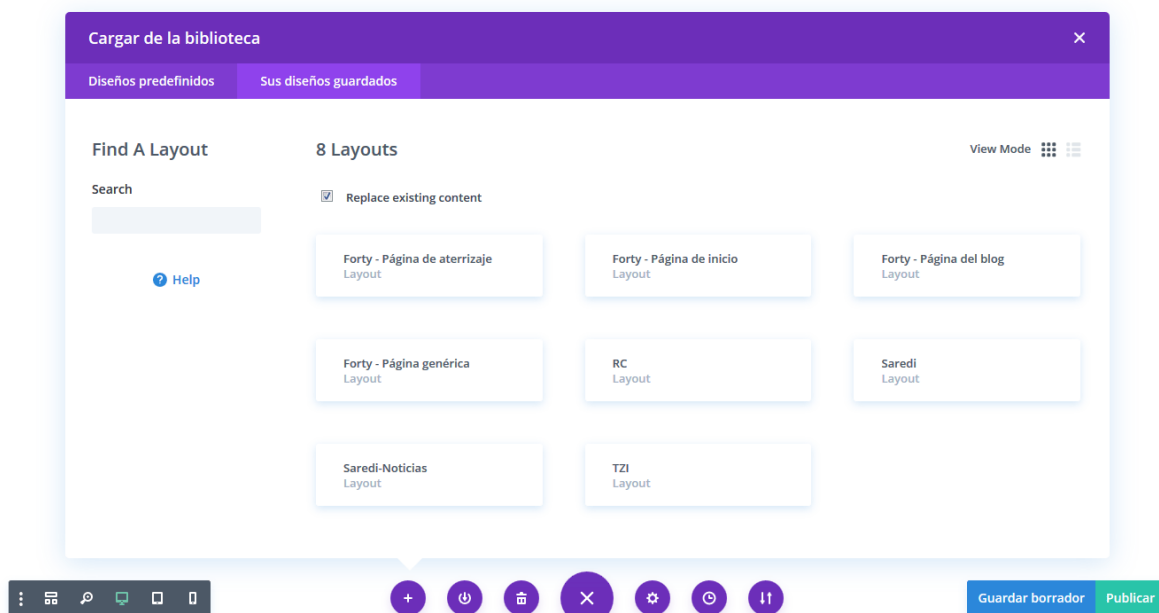 Cargar de la biblioteca
Diseños predefinidos
Sus diseños guardados
Find A Layout
Search
Help
8 Layouts
View Mode
Replace existing content
Forty - Página de aterrizaje
Layout
Forty - Página de inicio
Layout
Forty - Página del blog
Layout
Forty - Página genérica
Layout
RC
Layout
Saredi
Layout
Saredi-Noticias
Layout
TZI
Layout
Guardar borrador
Publicar